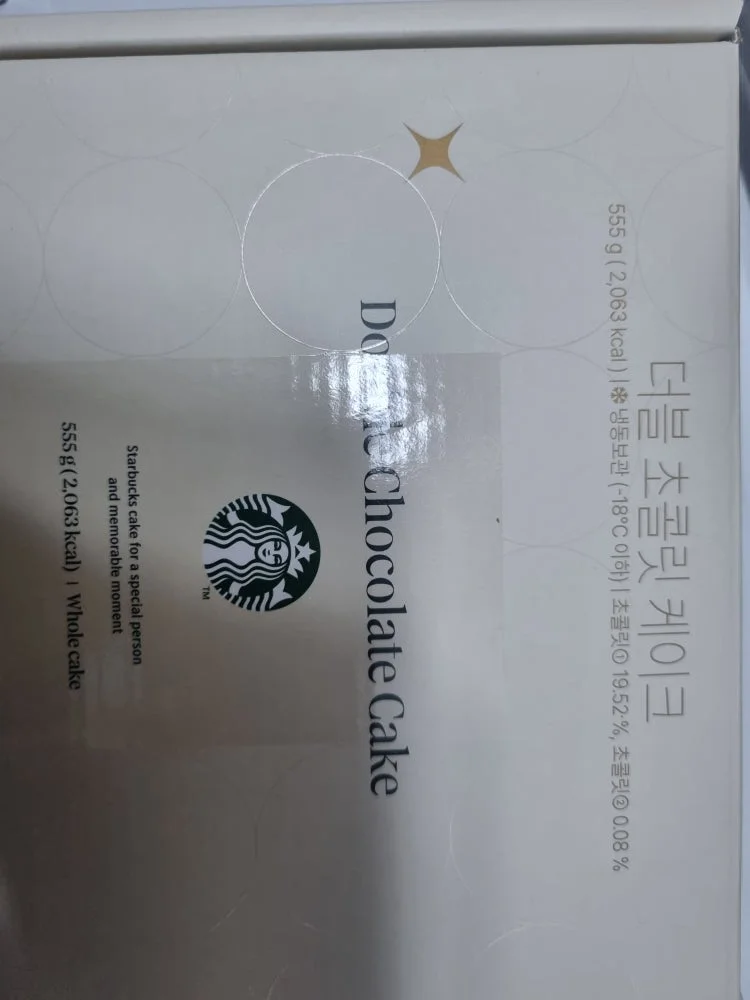 더블 초콜릿 케이크
555 g ( 2,063 kcal ) | ❄ 냉동보관 (-18°C 이하) | 초콜릿① 19.52 %, 초콜릿② 0.08 %
Double Chocolate Cake
TM
Starbucks cake for a special person
and memorable moment
555 g ( 2,063 kcal) | Whole cake